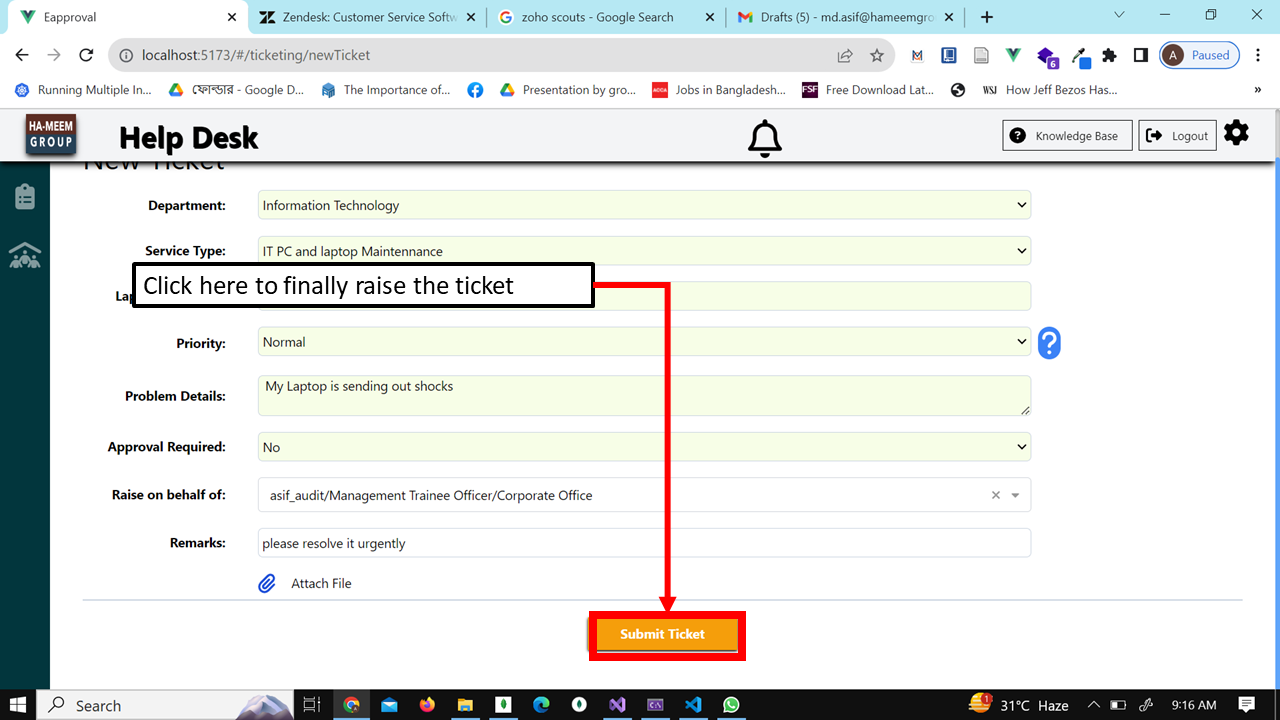 Eapproval
Zendesk: Customer Service Softw
zoho scouts - Google Search
Drafts (5) - md.asif@hameemgro
localhost:5173/#/ticketing/newTicket
6
A Paused
Running Multiple In...
ফোল্ডার - Google D...
The Importance of...
Presentation by gro...
ACCA Jobs in Bangladesh...
FSF Free Download Lat...
WSJ How Jeff Bezos Has...
»
HA-MEEM
GROUP
Help Desk
Knowledge Base
Logout
New Ticket
Department: Information Technology
Service Type: IT PC and laptop Maintennance
Click here to finally raise the ticket
Priority: Normal
?
Problem Details: My Laptop is sending out shocks
Approval Required: No
Raise on behalf of: asif_audit/Management Trainee Officer/Corporate Office
Remarks: please resolve it urgently
Attach File
Submit Ticket
Search
1
31°C Haze
9:16 AM